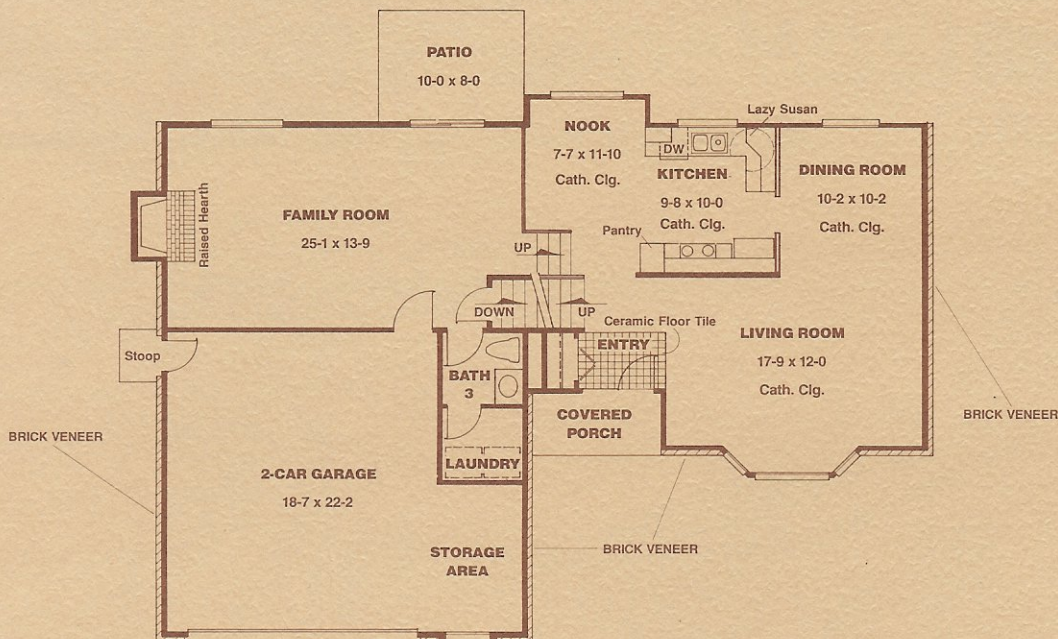 PATIO
10-0 x 8-0
Lazy Susan
NOOK
7-7 x 11-10
Cath. Clg.
DW
KITCHEN
9-8 x 10-0
Cath. Clg.
DINING ROOM
10-2 x 10-2
Cath. Clg.
Raised Hearth
FAMILY ROOM
25-1 x 13-9
Pantry
UP
DOWN
UP
Ceramic Floor Tile
ENTRY
LIVING ROOM
17-9 x 12-0
Cath. Clg.
Stoop
BATH
3
COVERED
PORCH
BRICK VENEER
BRICK VENEER
LAUNDRY
2-CAR GARAGE
18-7 x 22-2
STORAGE
AREA
BRICK VENEER